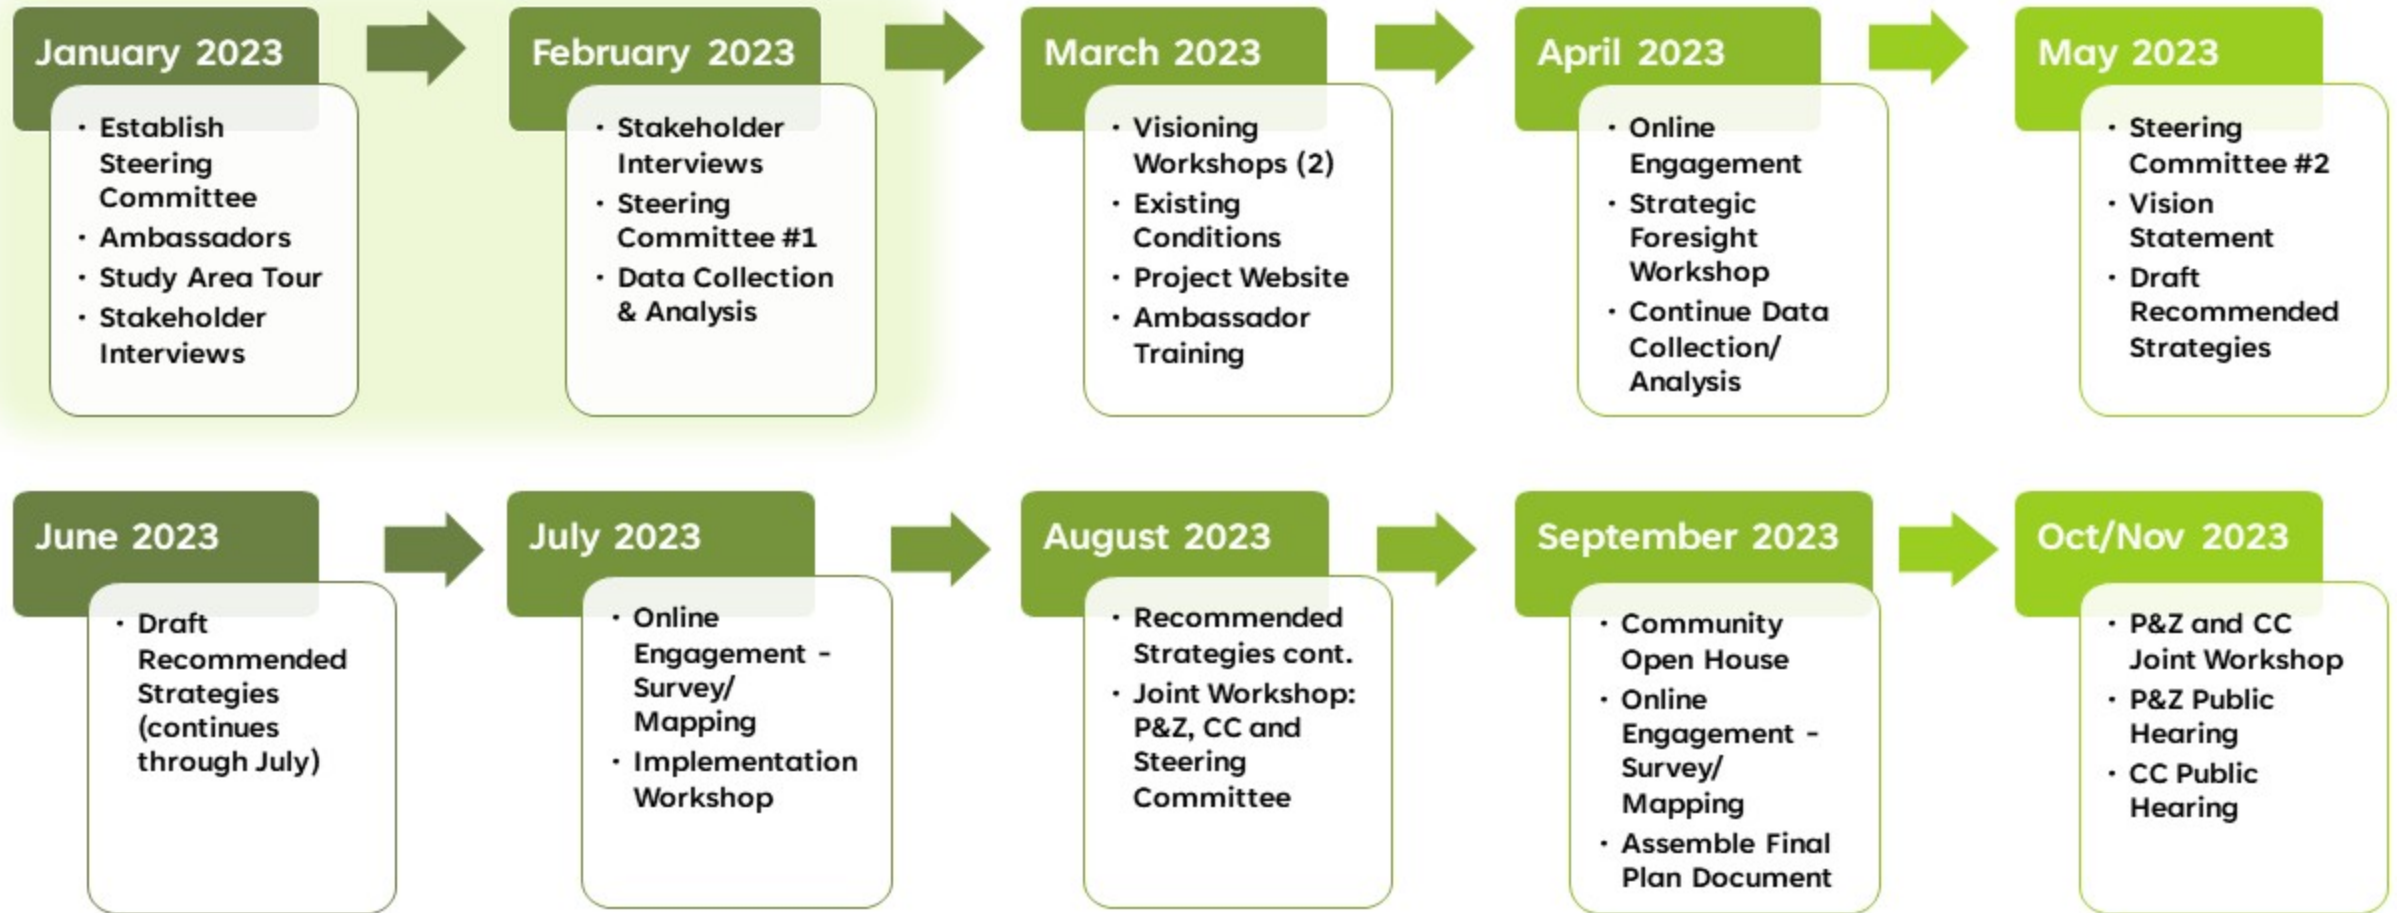 January 2023
• Establish
Steering
Committee
• Ambassadors
• Study Area Tour
• Stakeholder
Interviews
February 2023
• Stakeholder
Interviews
• Steering
Committee #1
• Data Collection
& Analysis
March 2023
• Visioning
Workshops (2)
• Existing
Conditions
• Project Website
• Ambassador
Training
April 2023
• Online
Engagement
• Strategic
Foresight
Workshop
• Continue Data
Collection/
Analysis
May 2023
• Steering
Committee #2
• Vision
Statement
• Draft
Recommended
Strategies
June 2023
• Draft
Recommended
Strategies
(continues
through July)
July 2023
• Online
Engagement -
Survey/
Mapping
• Implementation
Workshop
August 2023
• Recommended
Strategies cont.
• Joint Workshop:
P&Z, CC and
Steering
Committee
September 2023
• Community
Open House
• Online
Engagement -
Survey/
Mapping
• Assemble Final
Plan Document
Oct/Nov 2023
• P&Z and CC
Joint Workshop
• P&Z Public
Hearing
• CC Public
Hearing